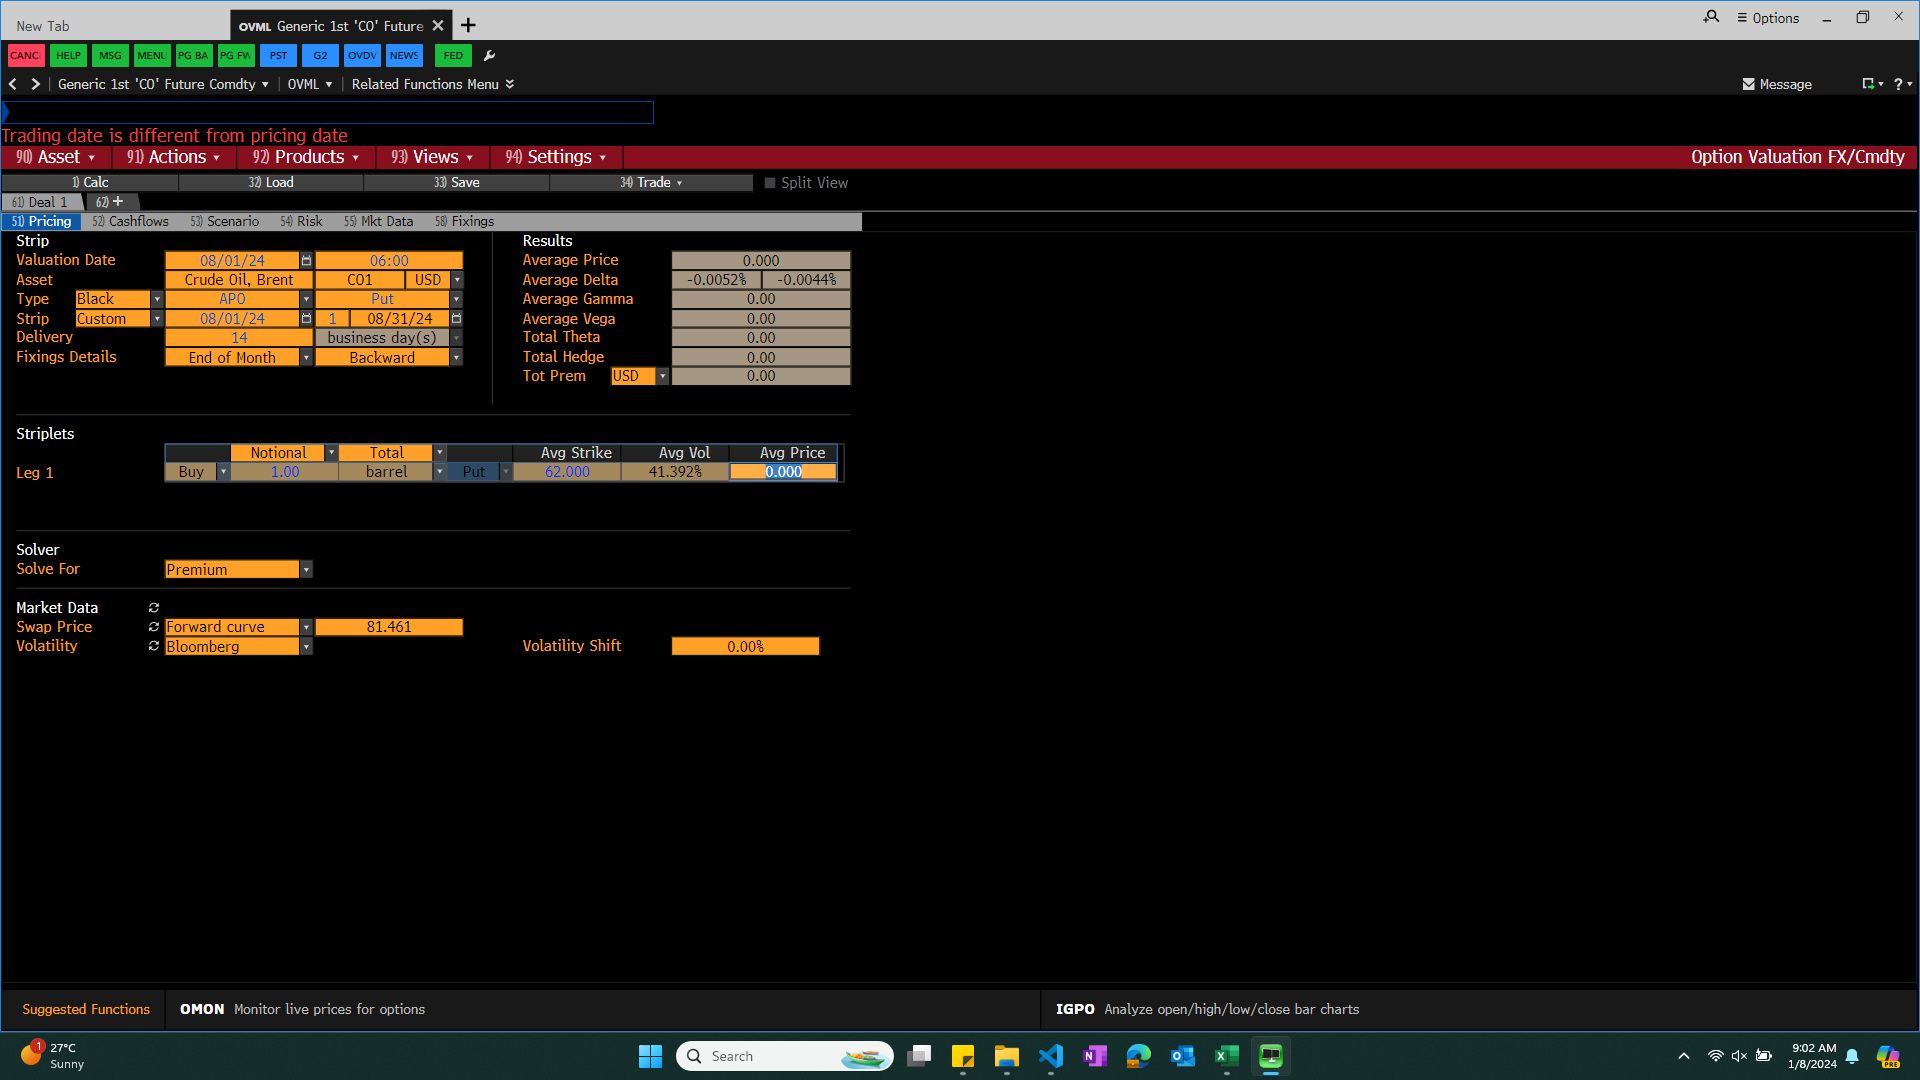 New Tab
OVML Generic 1st 'CO' Future
Options
CANC HELP MSG MENU PG BA PG FW PST G2 OVDV NEWS FED
Generic 1st 'CO' Future Comdty OVML Related Functions Menu
Message
?
Trading date is different from pricing date
90) Asset 91) Actions 92) Products 93) Views 94) Settings Option Valuation FX/Cmdty
1) Calc 32) Load 33) Save 34) Trade Split View
61) Deal 1 62) +
51) Pricing 52) Cashflows 53) Scenario 54) Risk 55) Mkt Data 58) Fixings
Strip Results
Valuation Date 08/01/24 06:00 Average Price 0.000
Asset Crude Oil, Brent CO1 USD Average Delta -0.0052% -0.0044%
Type Black APO Put Average Gamma 0.00
Strip Custom 08/01/24 1 08/31/24 Average Vega 0.00
Delivery 14 business day(s) Total Theta 0.00
Fixings Details End of Month Backward Total Hedge 0.00
Tot Prem USD 0.00
Striplets
Notional Total Avg Strike Avg Vol Avg Price
Leg 1 Buy 1.00 barrel Put 62.000 41.392% 0.000
Solver
Solve For Premium
Market Data
Swap Price Forward curve 81.461
Volatility Bloomberg Volatility Shift 0.00%
Suggested Functions OMON Monitor live prices for options IGPO Analyze open/high/low/close bar charts
1
27°C
Sunny
Search
9:02 AM
1/8/2024
PRE